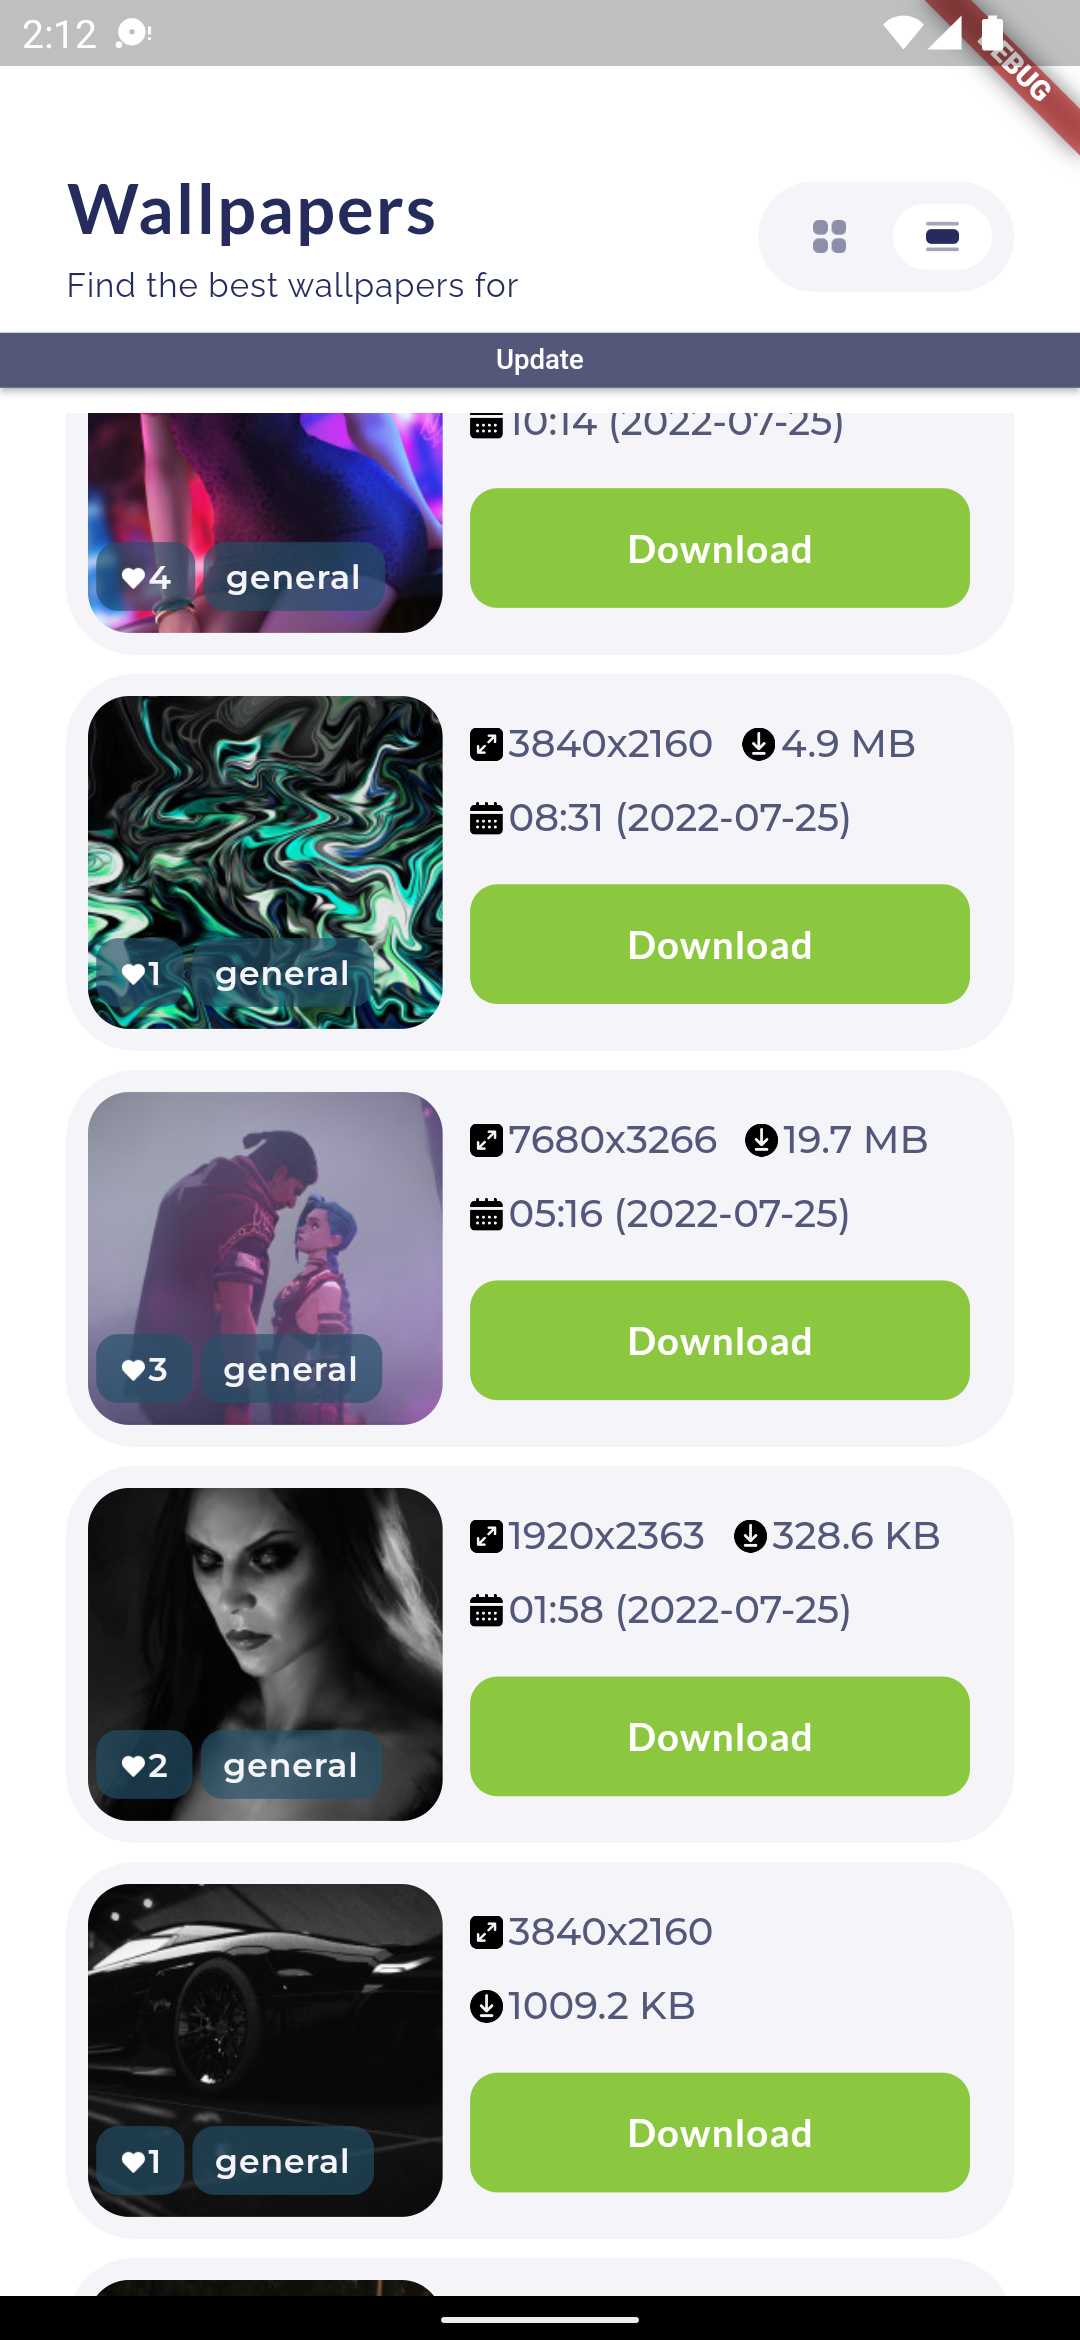 2:12
DEBUG
Wallpapers
Find the best wallpapers for
Update
10:14 (2022-07-25)
Download
4 general
3840x2160 4.9 MB
08:31 (2022-07-25)
Download
1 general
7680x3266 19.7 MB
05:16 (2022-07-25)
Download
3 general
1920x2363 328.6 KB
01:58 (2022-07-25)
Download
2 general
3840x2160
1009.2 KB
Download
1 general